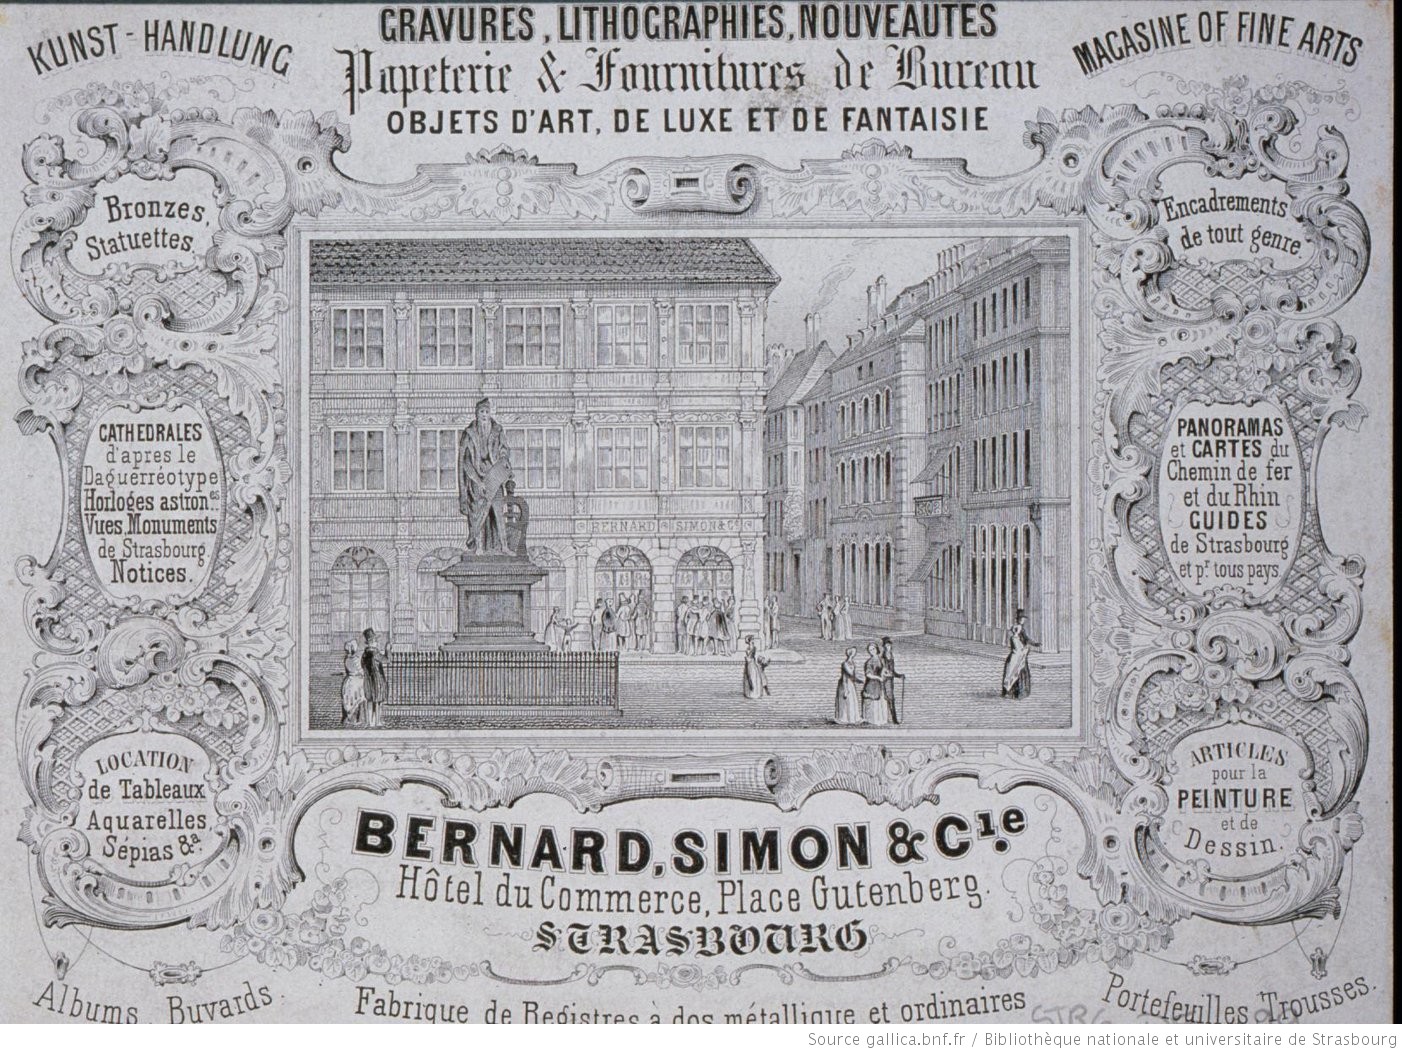 KUNST-HANDLUNG
GRAVURES, LITHOGRAPHIES, NOUVEAUTES
MAGASINE OF FINE ARTS
Papeterie & Fournitures de Bureau
OBJETS D'ART, DE LUXE ET DE FANTAISIE
Bronzes,
Statuettes.
Encadrements
de tout genre
CATHEDRALES
d'apres le
Daguerréotype
Horloges astron.es
Vues, Monuments
de Strasbourg
Notices.
PANORAMAS
et CARTES du
Chemin de fer
et du Rhin
GUIDES
de Strasbourg
et p.r tous pays
BERNARD SIMON & C.
LOCATION
de Tableaux
Aquarelles,
Sépias &a.
ARTICLES
pour la
PEINTURE
et de
Dessin.
BERNARD, SIMON & Cie.
Hôtel du Commerce, Place Gutenberg.
STRASBOURG
Albums, Buvards.
Fabrique de Registres à dos métallique et ordinaires
Portefeuilles Trousses.
Source gallica.bnf.fr / Bibliothèque nationale et universitaire de Strasbourg